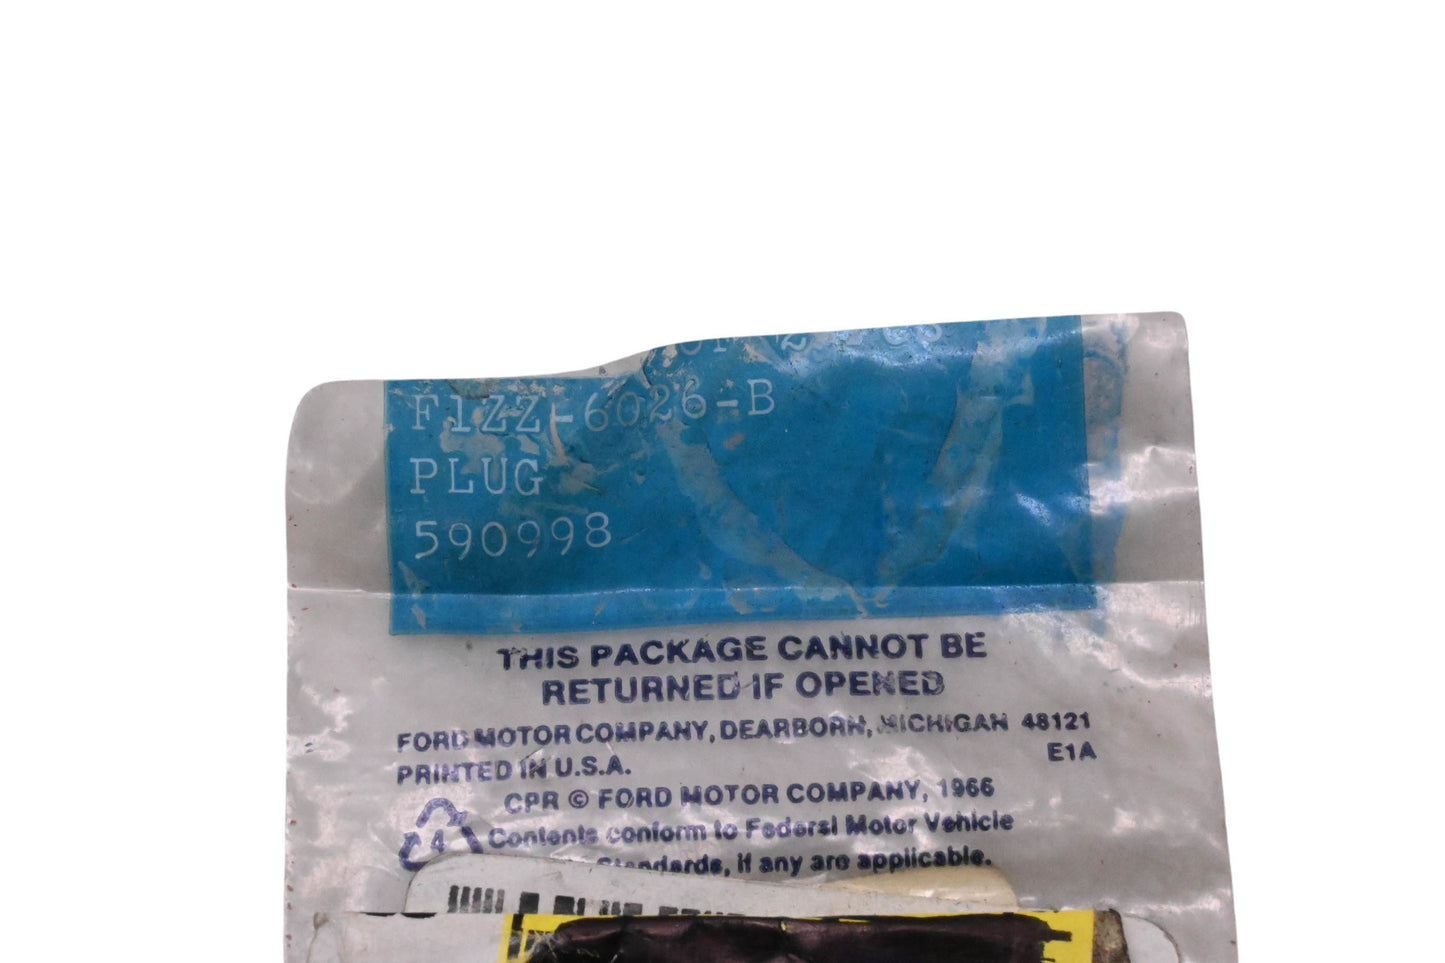 F1ZZ-6026-B
PLUG
590998
THIS PACKAGE CANNOT BE
RETURNED IF OPENED
FORD MOTOR COMPANY, DEARBORN, MICHIGAN 48121
E1A
PRINTED IN U.S.A.
CPR © FORD MOTOR COMPANY, 1966
4
Contents conform to Federal Motor Vehicle
Standards, if any are applicable.